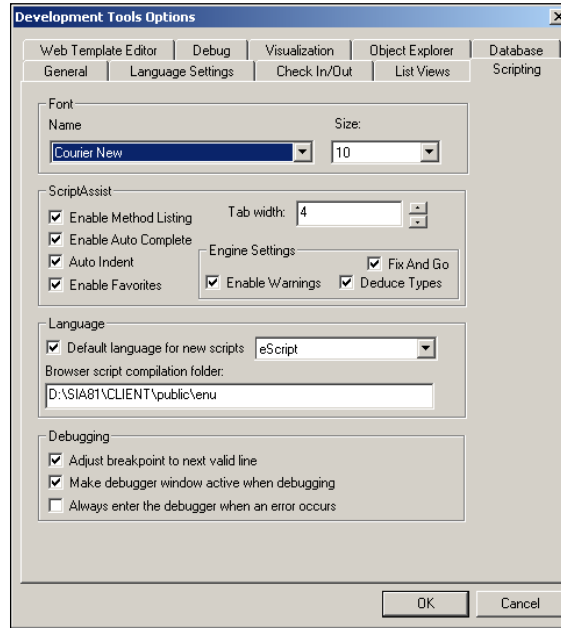 Development Tools Options
Web Template Editor Debug Visualization Object Explorer Database
General Language Settings Check In/Out List Views Scripting
Font
Name Size:
Courier New 10
ScriptAssist
Enable Method Listing Tab width: 4
Enable Auto Complete
Engine Settings
Auto Indent Fix And Go
Enable Favorites Enable Warnings Deduce Types
Language
Default language for new scripts eScript
Browser script compilation folder:
D:\SIA81\CLIENT\public\enu
Debugging
Adjust breakpoint to next valid line
Make debugger window active when debugging
Always enter the debugger when an error occurs
OK Cancel